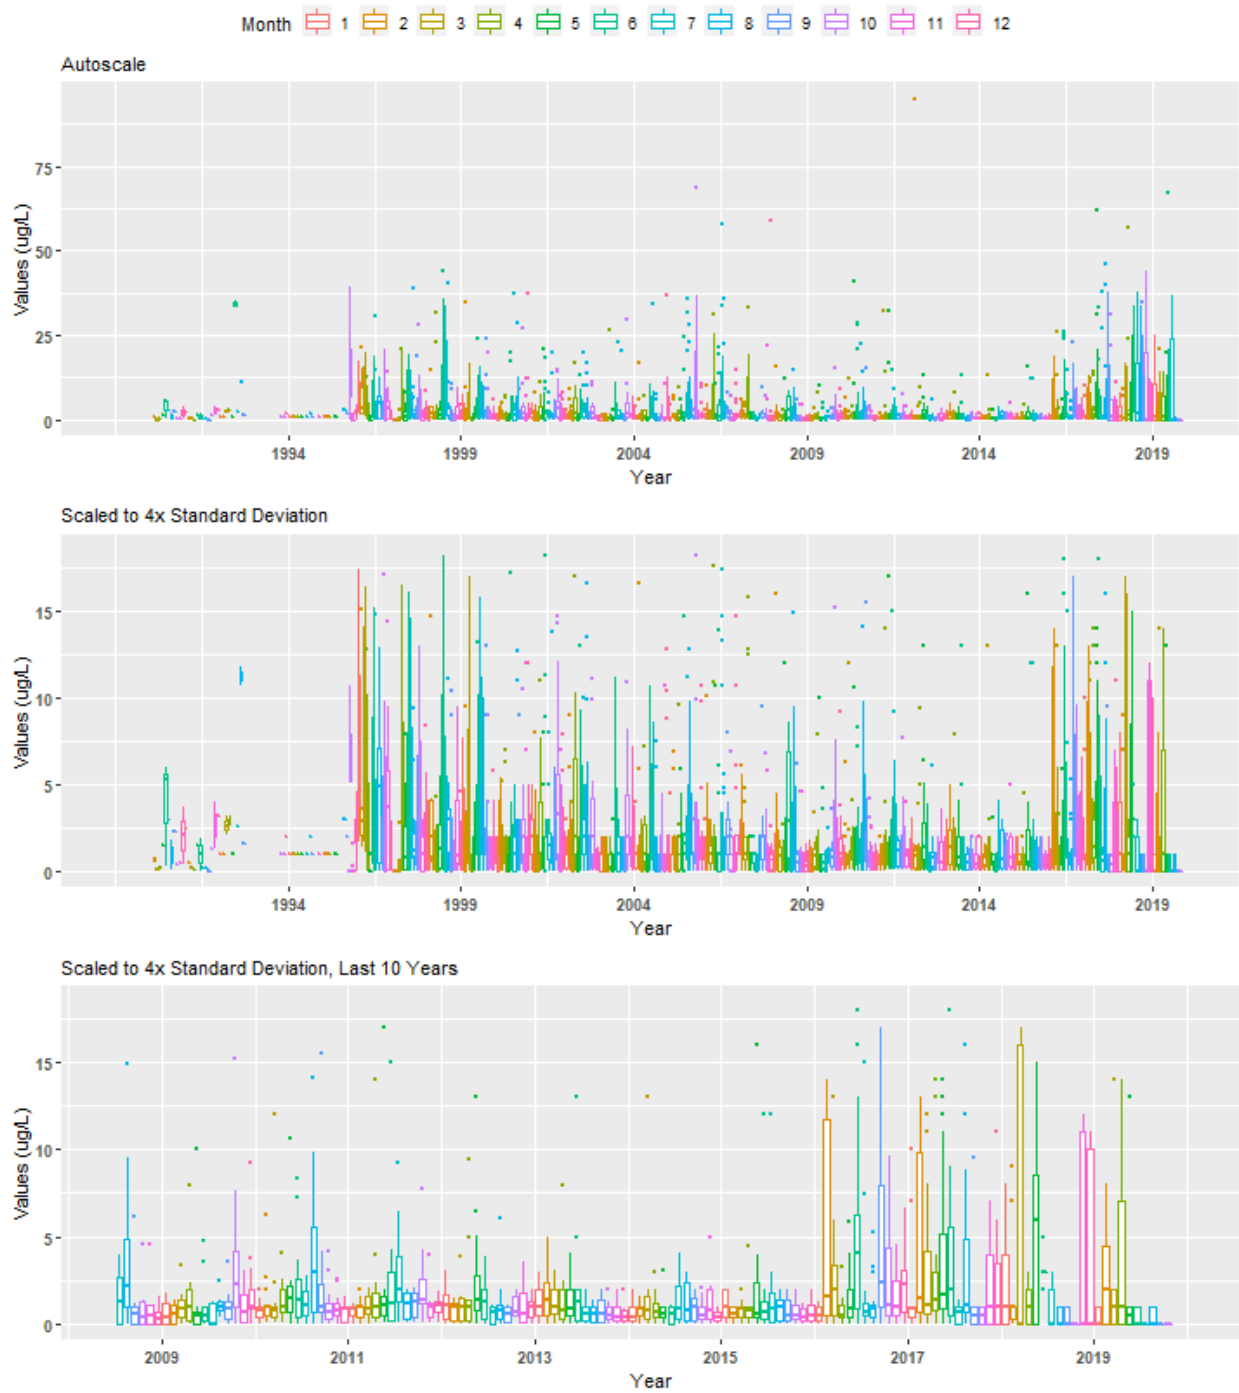 Month 1 2 3 4 5 6 7 8 9 10 11 12
Autoscale
Values (ug/L)
75
50
25
0
1994 1999 2004 2009 2014 2019
Year
Scaled to 4x Standard Deviation
Values (ug/L)
15
10
5
0
1994 1999 2004 2009 2014 2019
Year
Scaled to 4x Standard Deviation, Last 10 Years
Values (ug/L)
15
10
5
0
2009 2011 2013 2015 2017 2019
Year